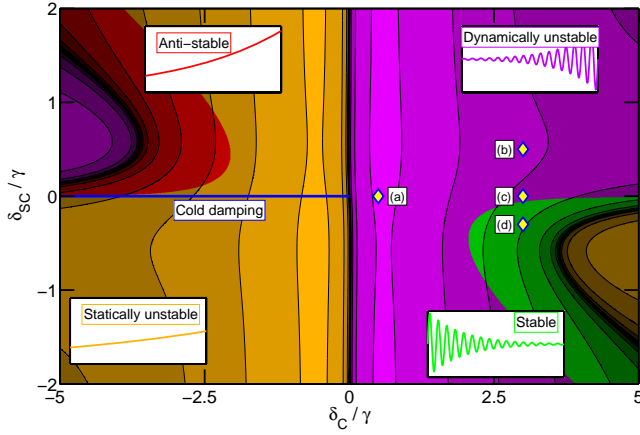 2
Anti−stable
Dynamically unstable
1
(b)
δSC / γ
0
(a)
(c)
Cold damping
(d)
−1
Statically unstable
Stable
−2
−5
−2.5
0
2.5
5
δC / γ